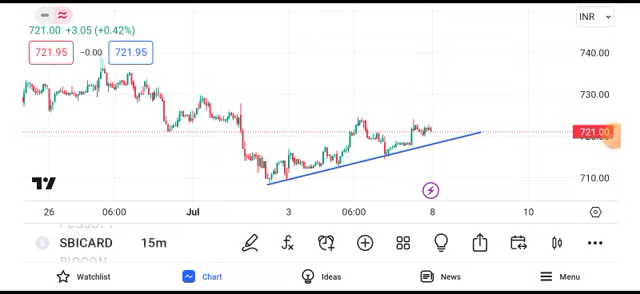 INR
721.00 +3.05 (+0.42%)
721.95 −0.00 721.95
740.00
730.00
721.00
710.00
26 06:00 Jul 3 06:00 8 10
SBICARD 15m
Watchlist Chart Ideas News Menu